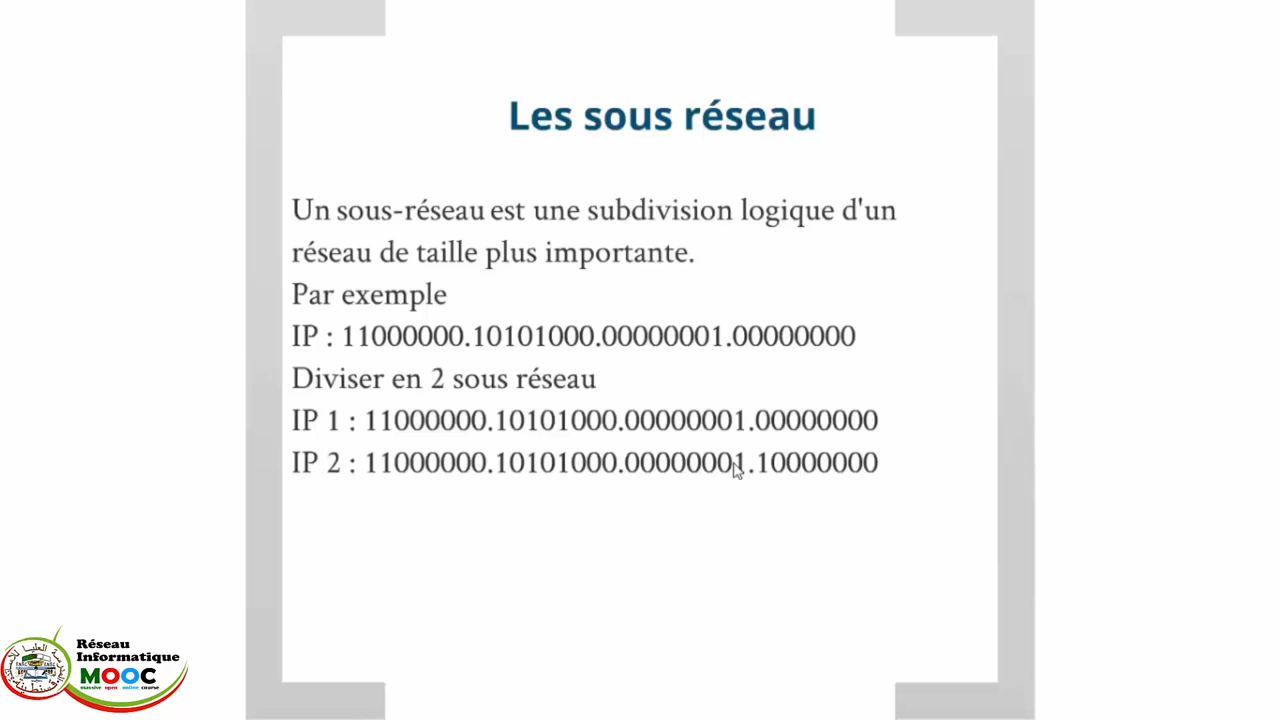 Les sous réseau
Un sous-réseau est une subdivision logique d'un
réseau de taille plus importante.
Par exemple
IP : 11000000.10101000.00000001.00000000
Diviser en 2 sous réseau
IP 1 : 11000000.10101000.00000001.00000000
IP 2 : 11000000.10101000.00000001.10000000
Réseau
Informatique
MOOC
massive open online course